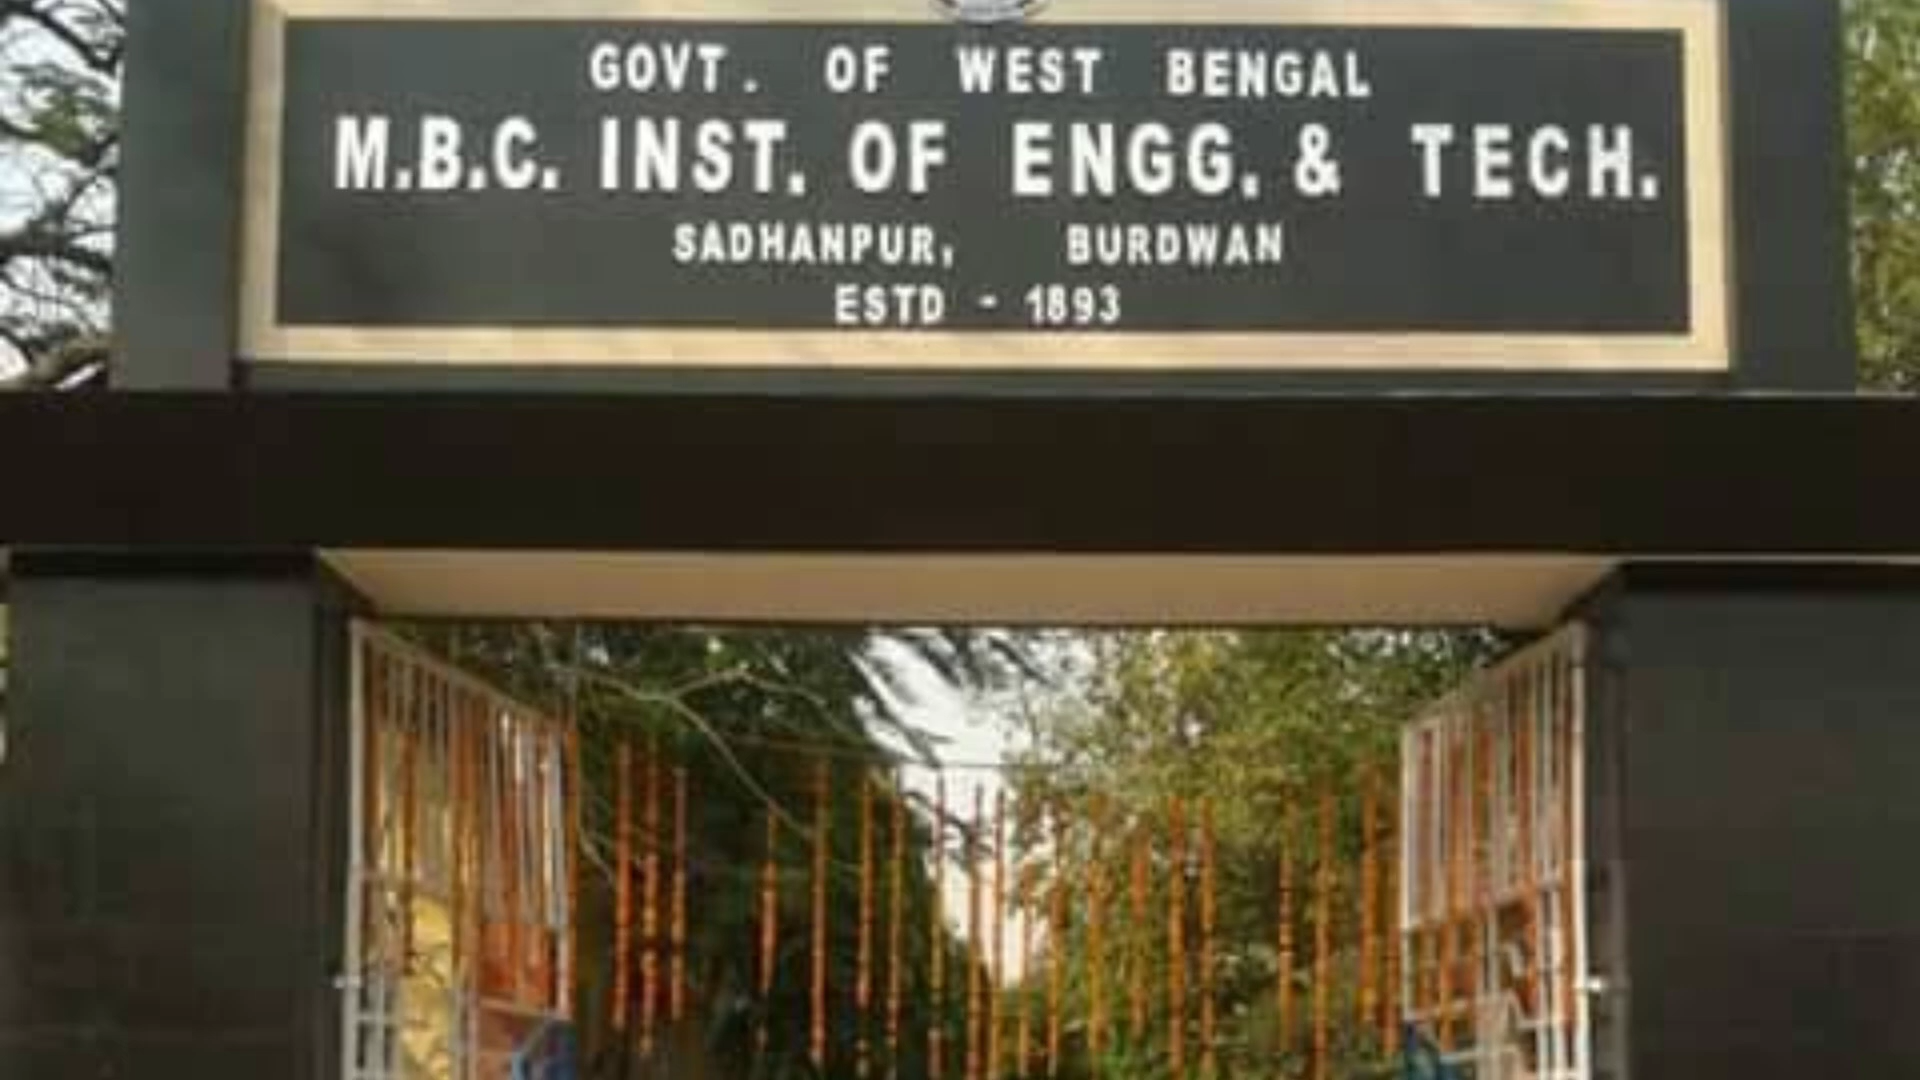 GOVT. OF WEST BENGAL
M.B.C. INST. OF ENGG. & TECH.
SADHANPUR, BURDWAN
ESTD - 1893